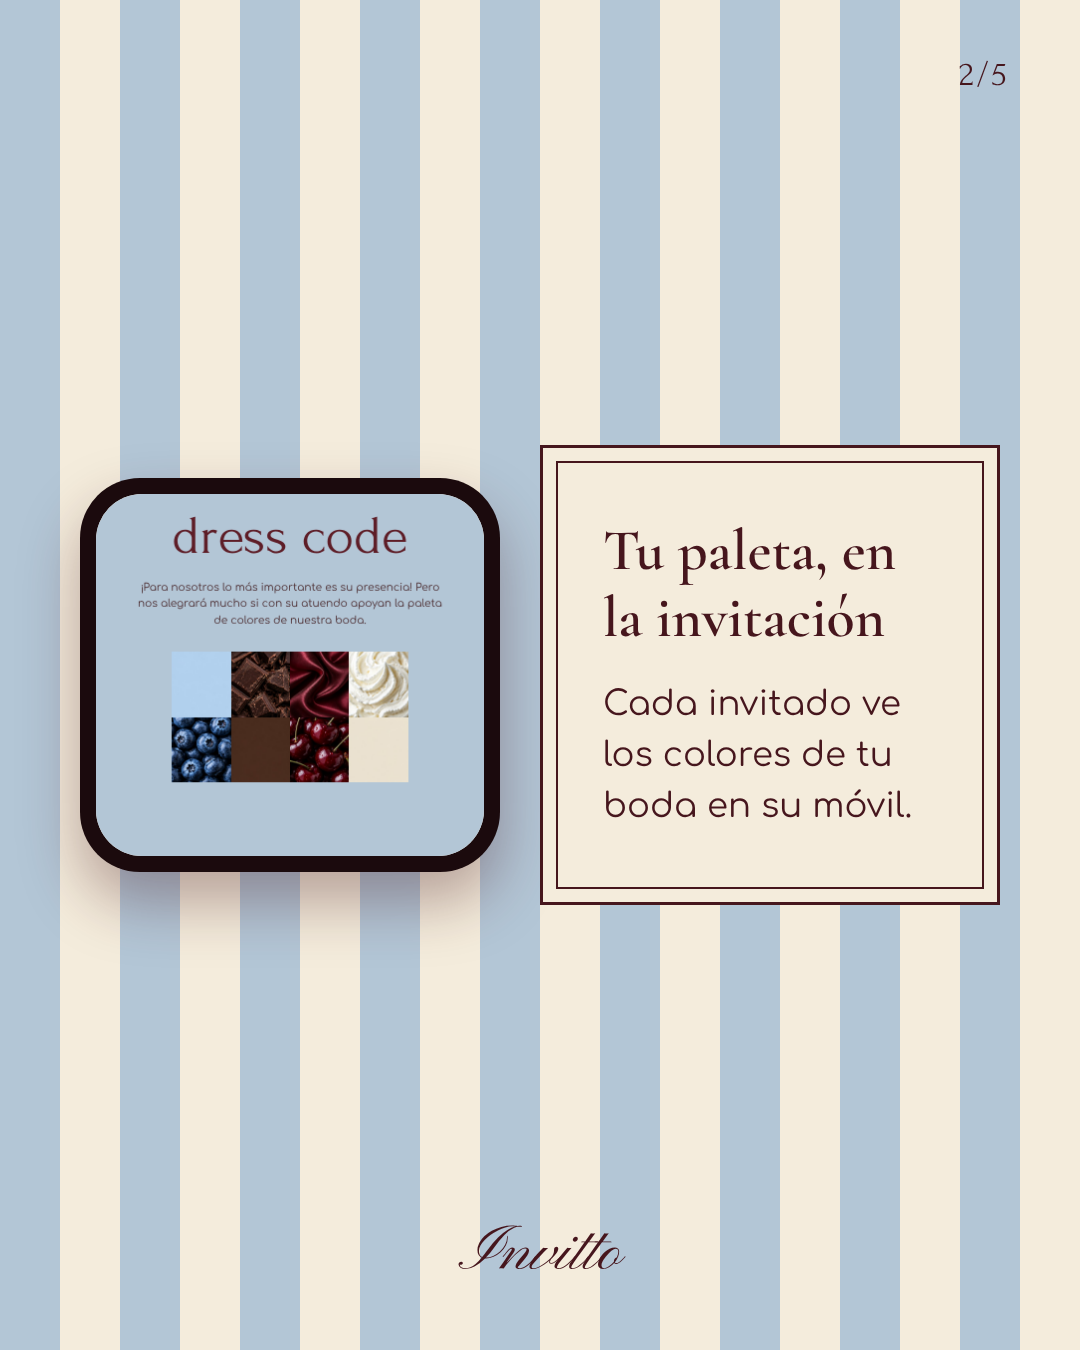 2/5
dress code
¡Para nosotros lo más importante es su presencia! Pero
nos alegrará mucho si con su atuendo apoyan la paleta
de colores de nuestra boda.
Tu paleta, en
la invitación
Cada invitado ve
los colores de tu
boda en su móvil.
Invitto